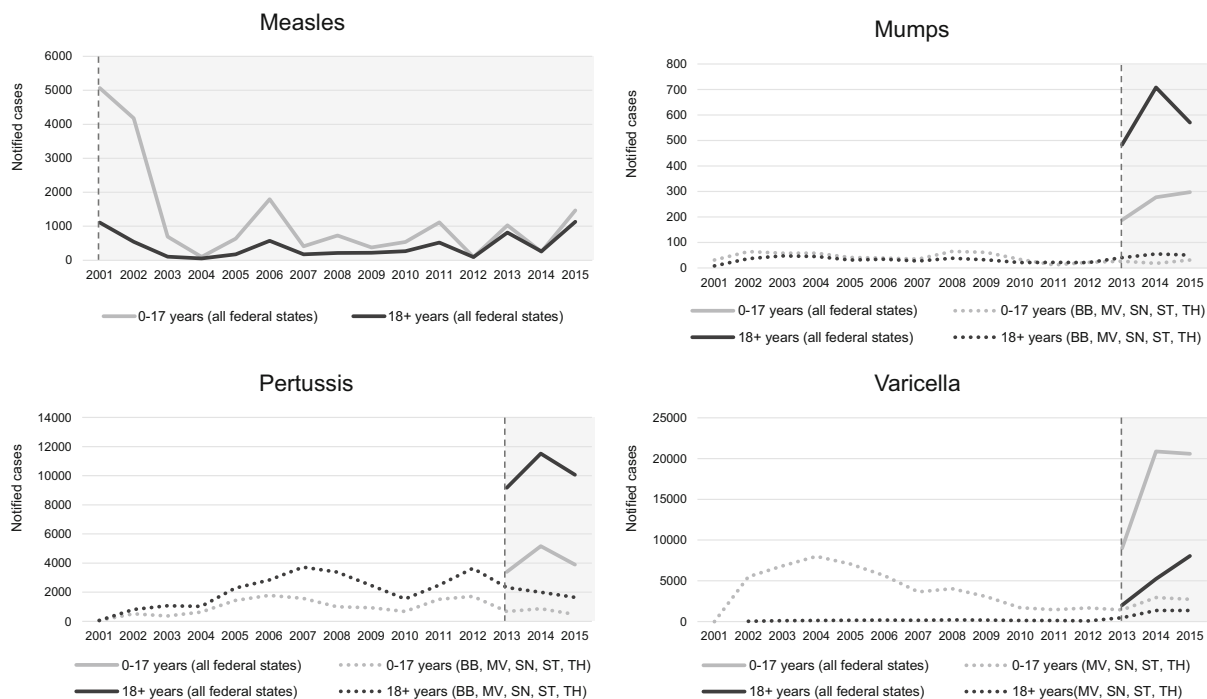 Measles
Notified cases
6000
5000
4000
3000
2000
1000
0
2001 2002 2003 2004 2005 2006 2007 2008 2009 2010 2011 2012 2013 2014 2015
0-17 years (all federal states) 18+ years (all federal states)
Mumps
Notified cases
800
700
600
500
400
300
200
100
0
2001 2002 2003 2004 2005 2006 2007 2008 2009 2010 2011 2012 2013 2014 2015
0-17 years (all federal states) 0-17 years (BB, MV, SN, ST, TH)
18+ years (all federal states) 18+ years (BB, MV, SN, ST, TH)
Pertussis
Notified cases
14000
12000
10000
8000
6000
4000
2000
0
2001 2002 2003 2004 2005 2006 2007 2008 2009 2010 2011 2012 2013 2014 2015
0-17 years (all federal states) 0-17 years (BB, MV, SN, ST, TH)
18+ years (all federal states) 18+ years (BB, MV, SN, ST, TH)
Varicella
Notified cases
25000
20000
15000
10000
5000
0
2001 2002 2003 2004 2005 2006 2007 2008 2009 2010 2011 2012 2013 2014 2015
0-17 years (all federal states) 0-17 years (MV, SN, ST, TH)
18+ years (all federal states) 18+ years(MV, SN, ST, TH)